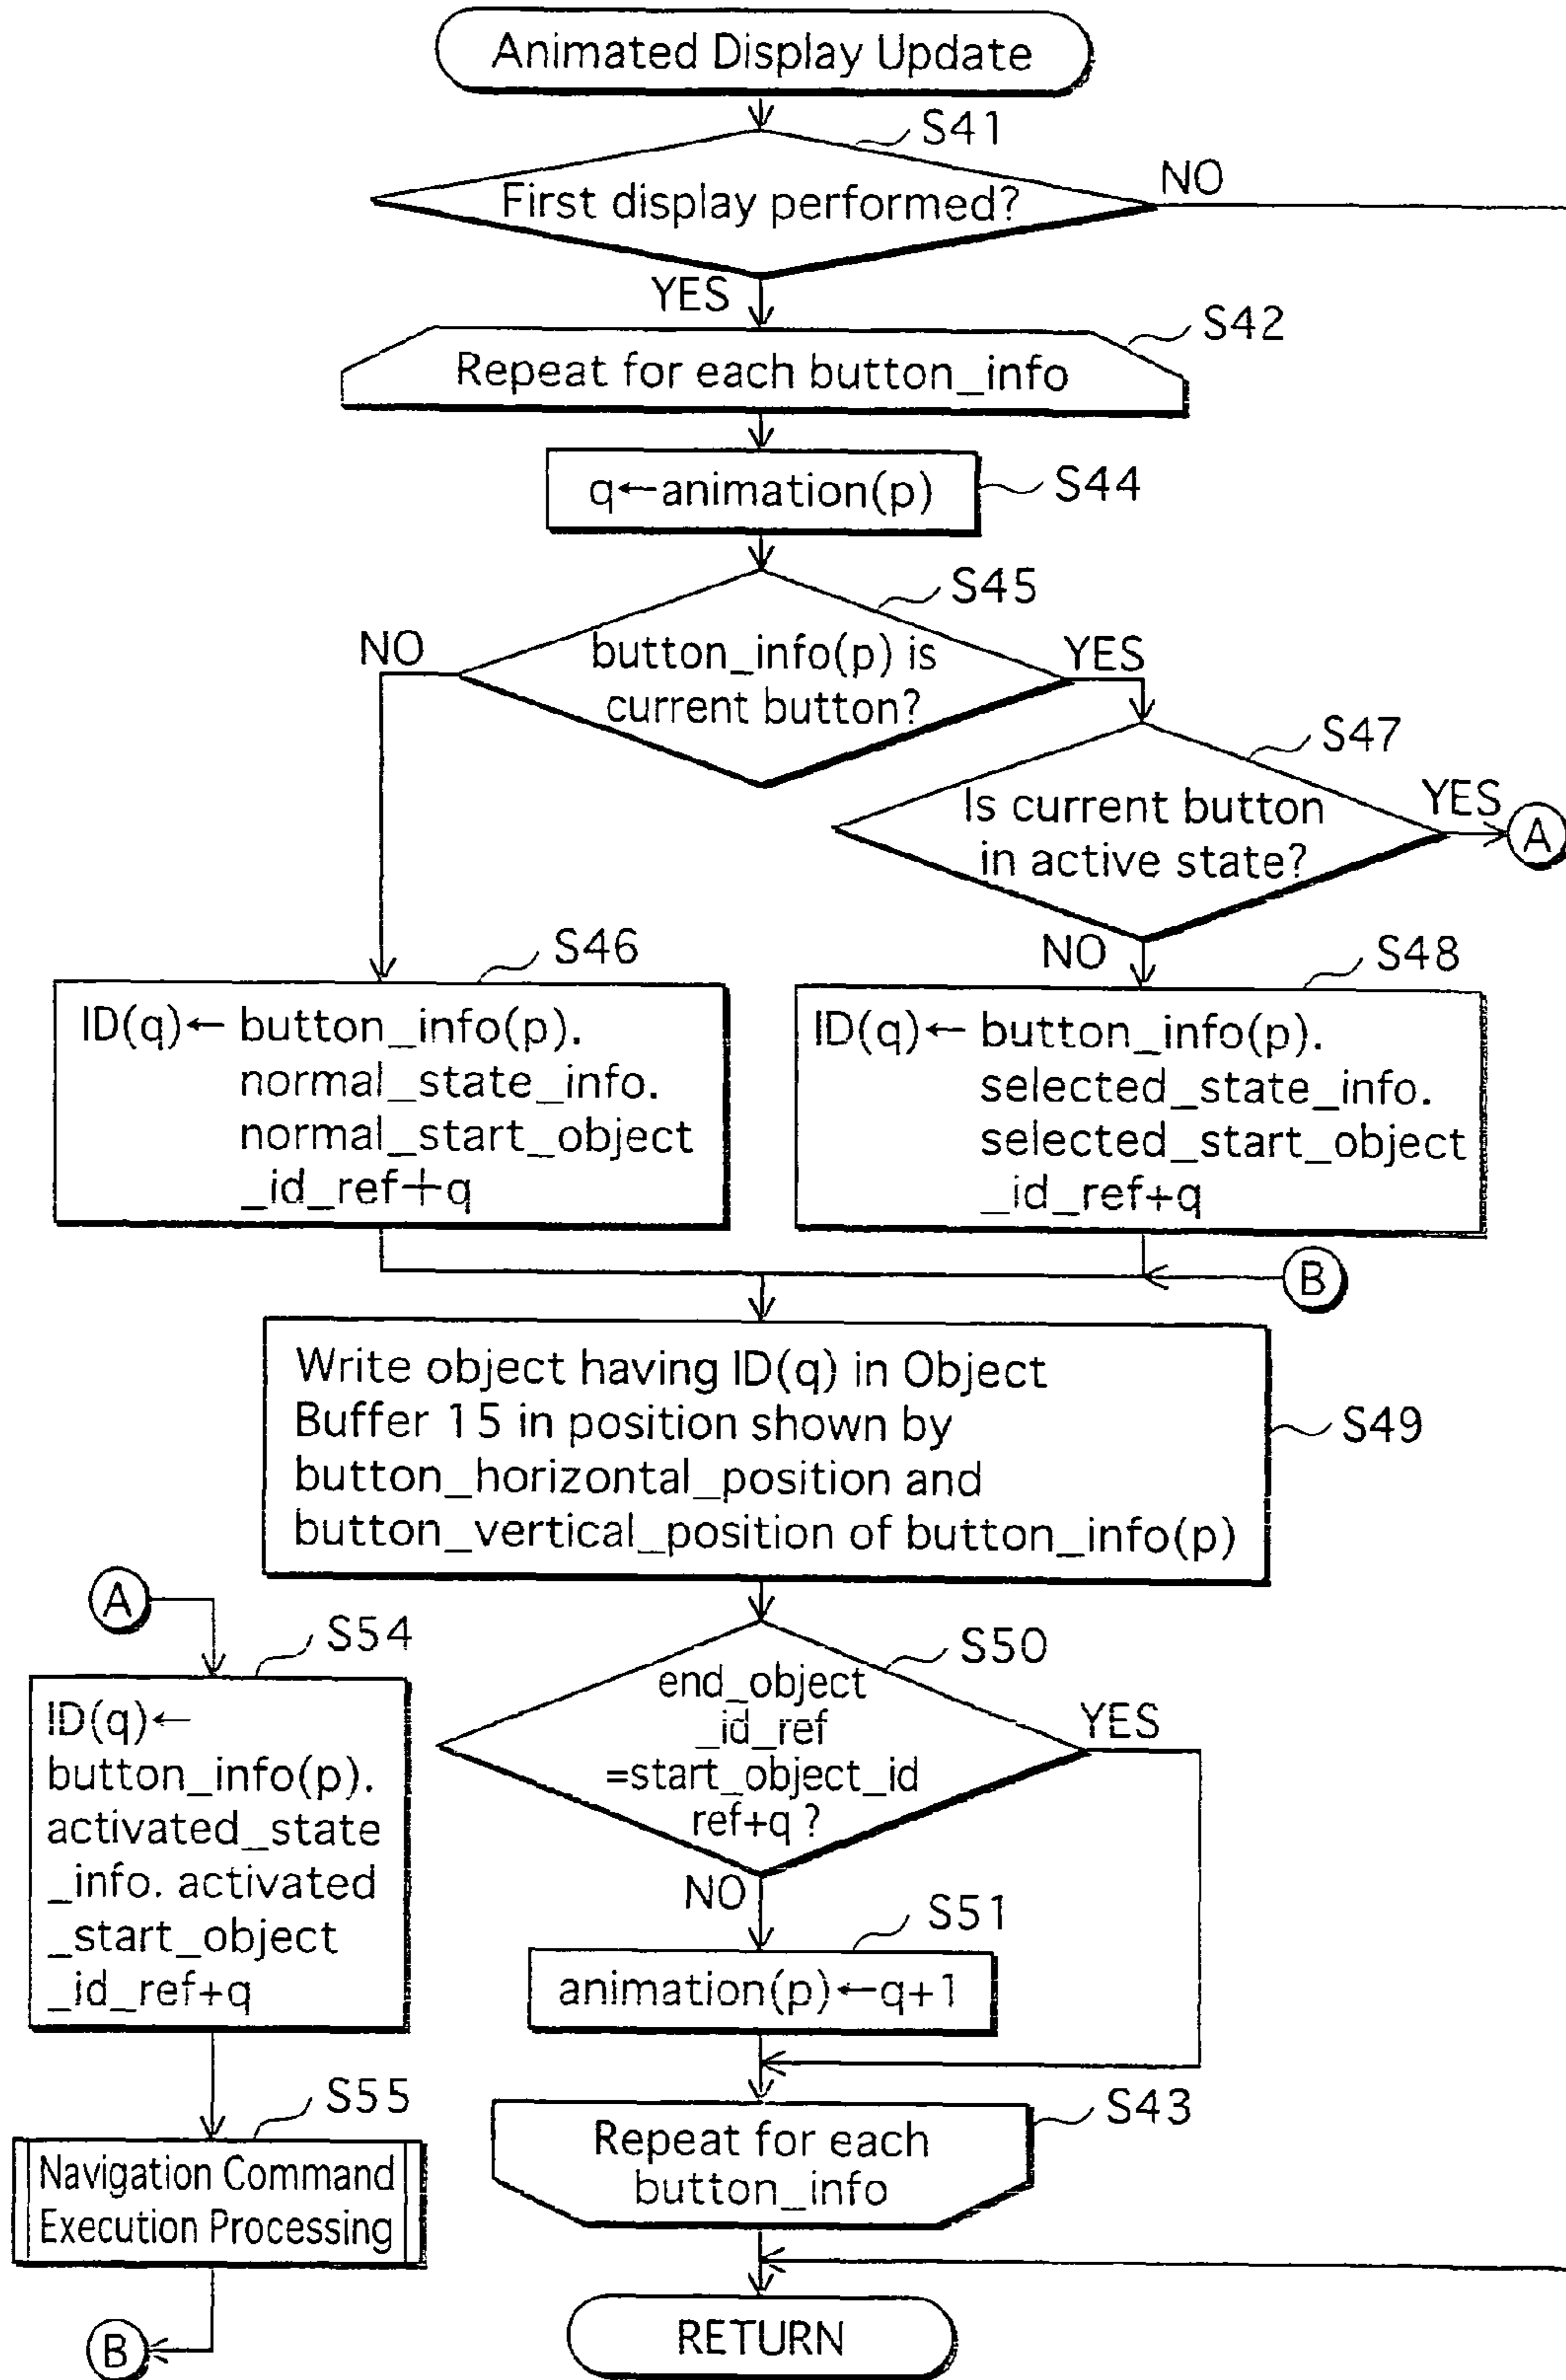 Animated Display Update
S41
First display performed?
NO
YES
S42
Repeat for each button_info
q←animation(p)
S44
S45
NO
button_info(p) is
current button?
YES
S47
Is current button
in active state?
YES
A
NO
S46
ID(q)← button_info(p).
normal_state_info.
normal_start_object
_id_ref+q
S48
ID(q)← button_info(p).
selected_state_info.
selected_start_object
_id_ref+q
B
Write object having ID(q) in Object
Buffer 15 in position shown by
button_horizontal_position and
button_vertical_position of button_info(p)
S49
A
S54
ID(q)←
button_info(p).
activated_state
_info. activated
_start_object
_id_ref+q
S50
end_object
_id_ref
=start_object_id
ref+q ?
YES
NO
S51
animation(p)←q+1
S55
Navigation Command
Execution Processing
S43
Repeat for each
button_info
B
RETURN